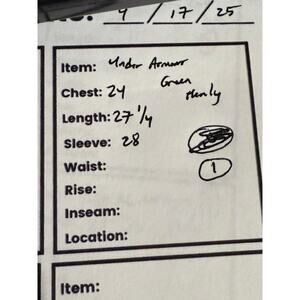 4 / 17 / 25
Item: Under Armour
Green
Henly
Chest: 24
Length: 27 1/4
Sleeve: 28
Waist:
1
Rise:
Inseam:
Location:
Item: